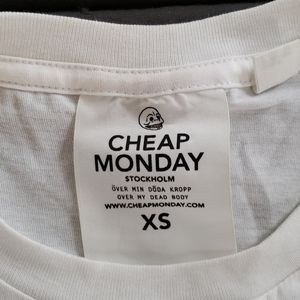 CHEAP
MONDAY
STOCKHOLM
ÖVER MIN DÖDA KROPP
OVER MY DEAD BODY
WWW.CHEAPMONDAY.COM
XS